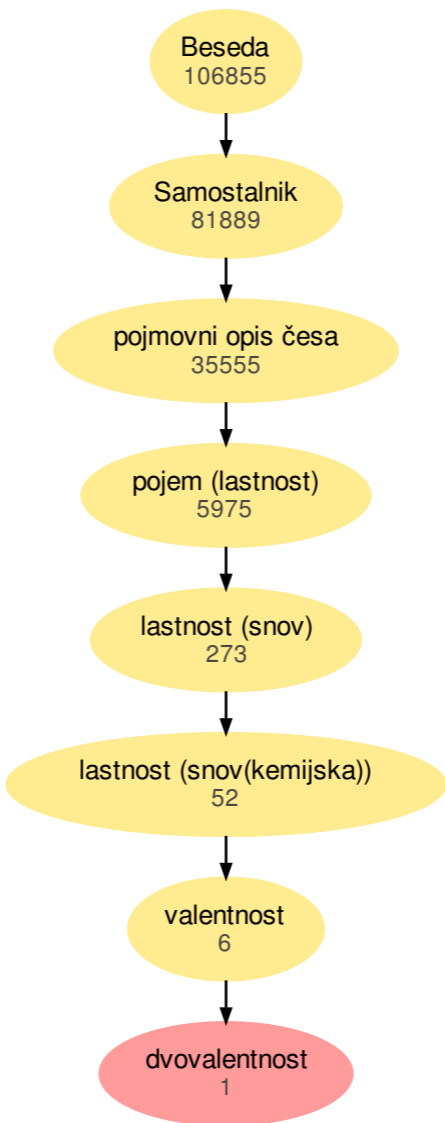 Beseda
106855
Samostalnik
81889
pojmovni opis česa
35555
pojem (lastnost)
5975
lastnost (snov)
273
lastnost (snov(kemijska))
52
valentnost
6
dvovalentnost
1